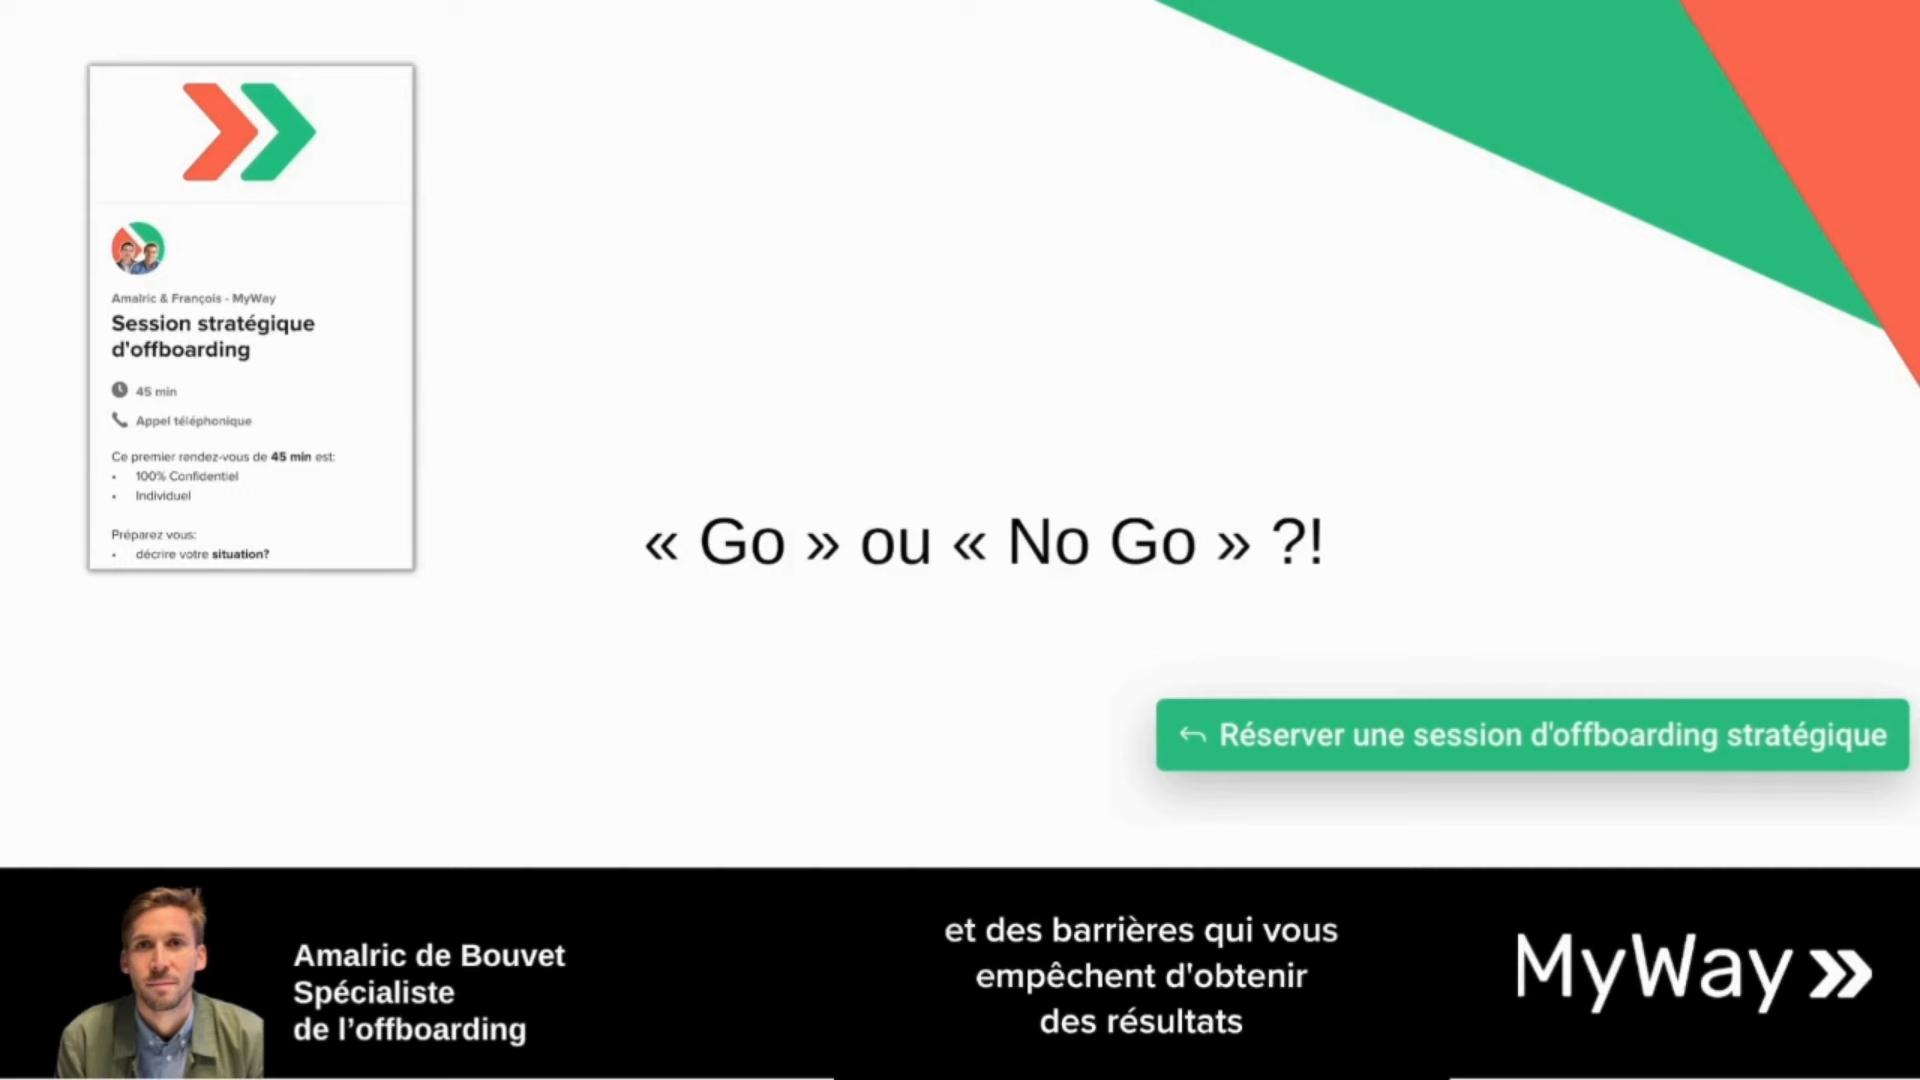 Amalric & François - MyWay
Session stratégique
d'offboarding
45 min
Appel téléphonique
Ce premier rendez-vous de 45 min est:
• 100% Confidentiel
• Individuel
Préparez vous:
• décrire votre situation?
« Go » ou « No Go » ?!
Réserver une session d'offboarding stratégique
Amalric de Bouvet
Spécialiste
de l’offboarding
et des barrières qui vous
empêchent d'obtenir
des résultats
MyWay